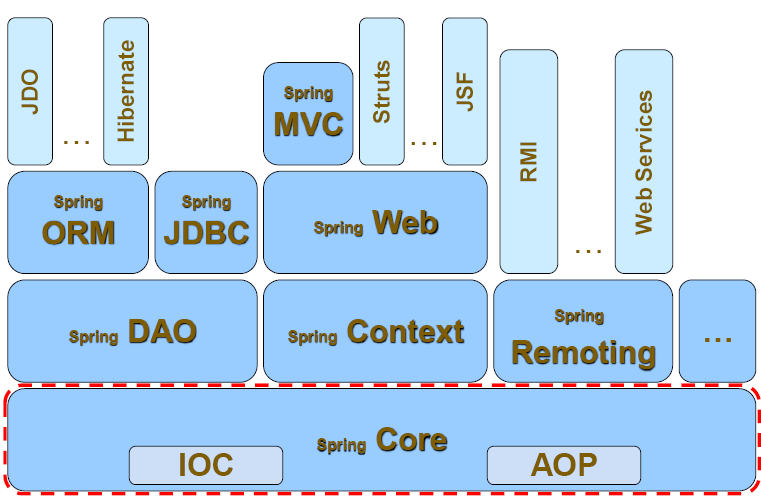 JDO
...
Hibernate
Spring
MVC
Struts
...
JSF
RMI
...
Web Services
Spring
ORM
Spring
JDBC
Spring Web
Spring DAO
Spring Context
Spring
Remoting
...
Spring Core
IOC
AOP